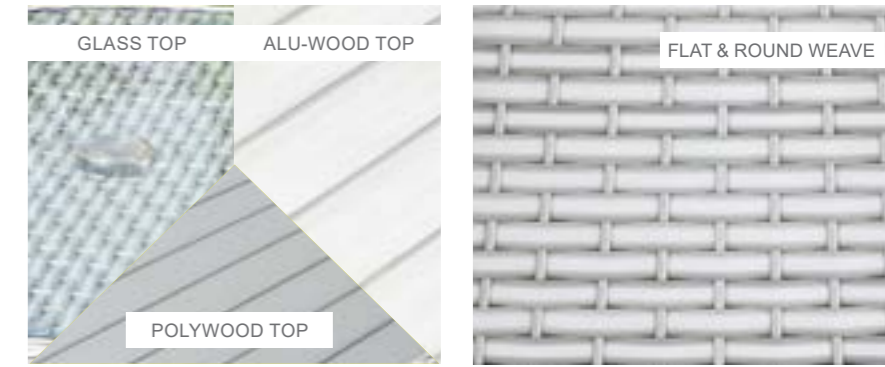 GLASS TOP
ALU-WOOD TOP
FLAT & ROUND WEAVE
POLYWOOD TOP